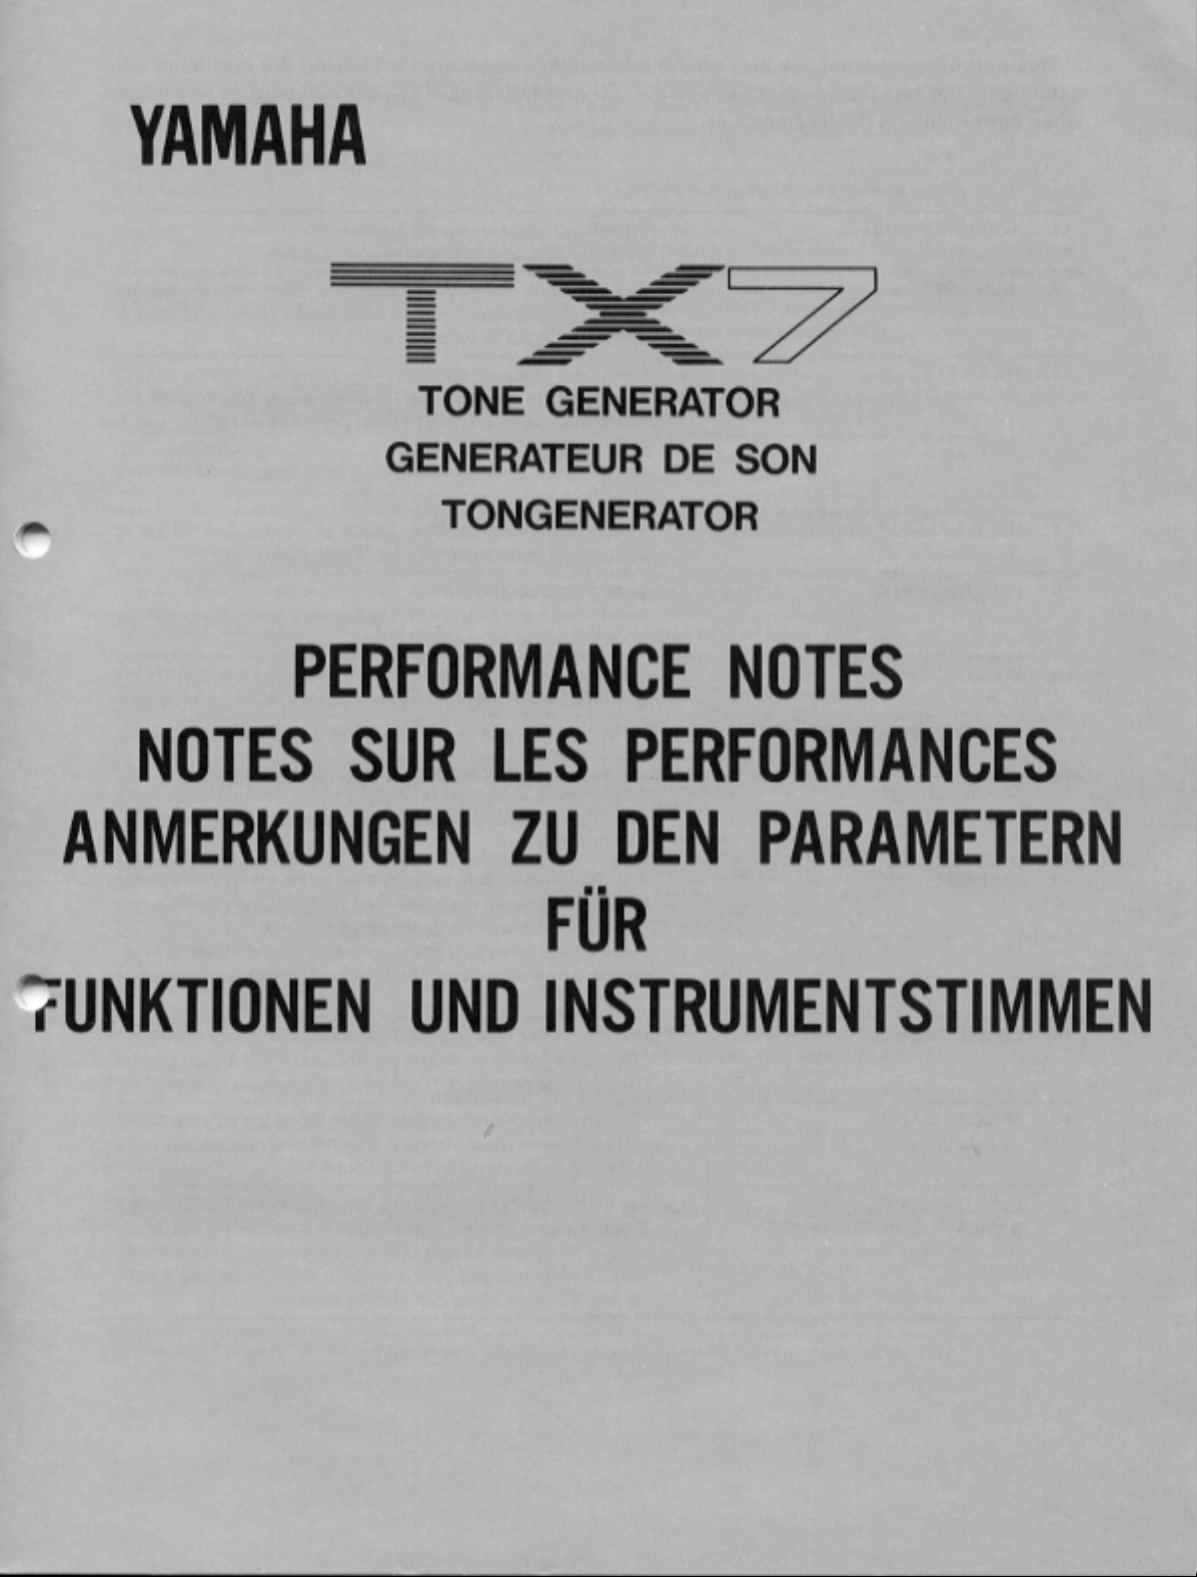 YAMAHA
TX7
TONE GENERATOR
GENERATEUR DE SON
TONGENERATOR
PERFORMANCE NOTES
NOTES SUR LES PERFORMANCES
ANMERKUNGEN ZU DEN PARAMETERN
FÜR
FUNKTIONEN UND INSTRUMENTSTIMMEN